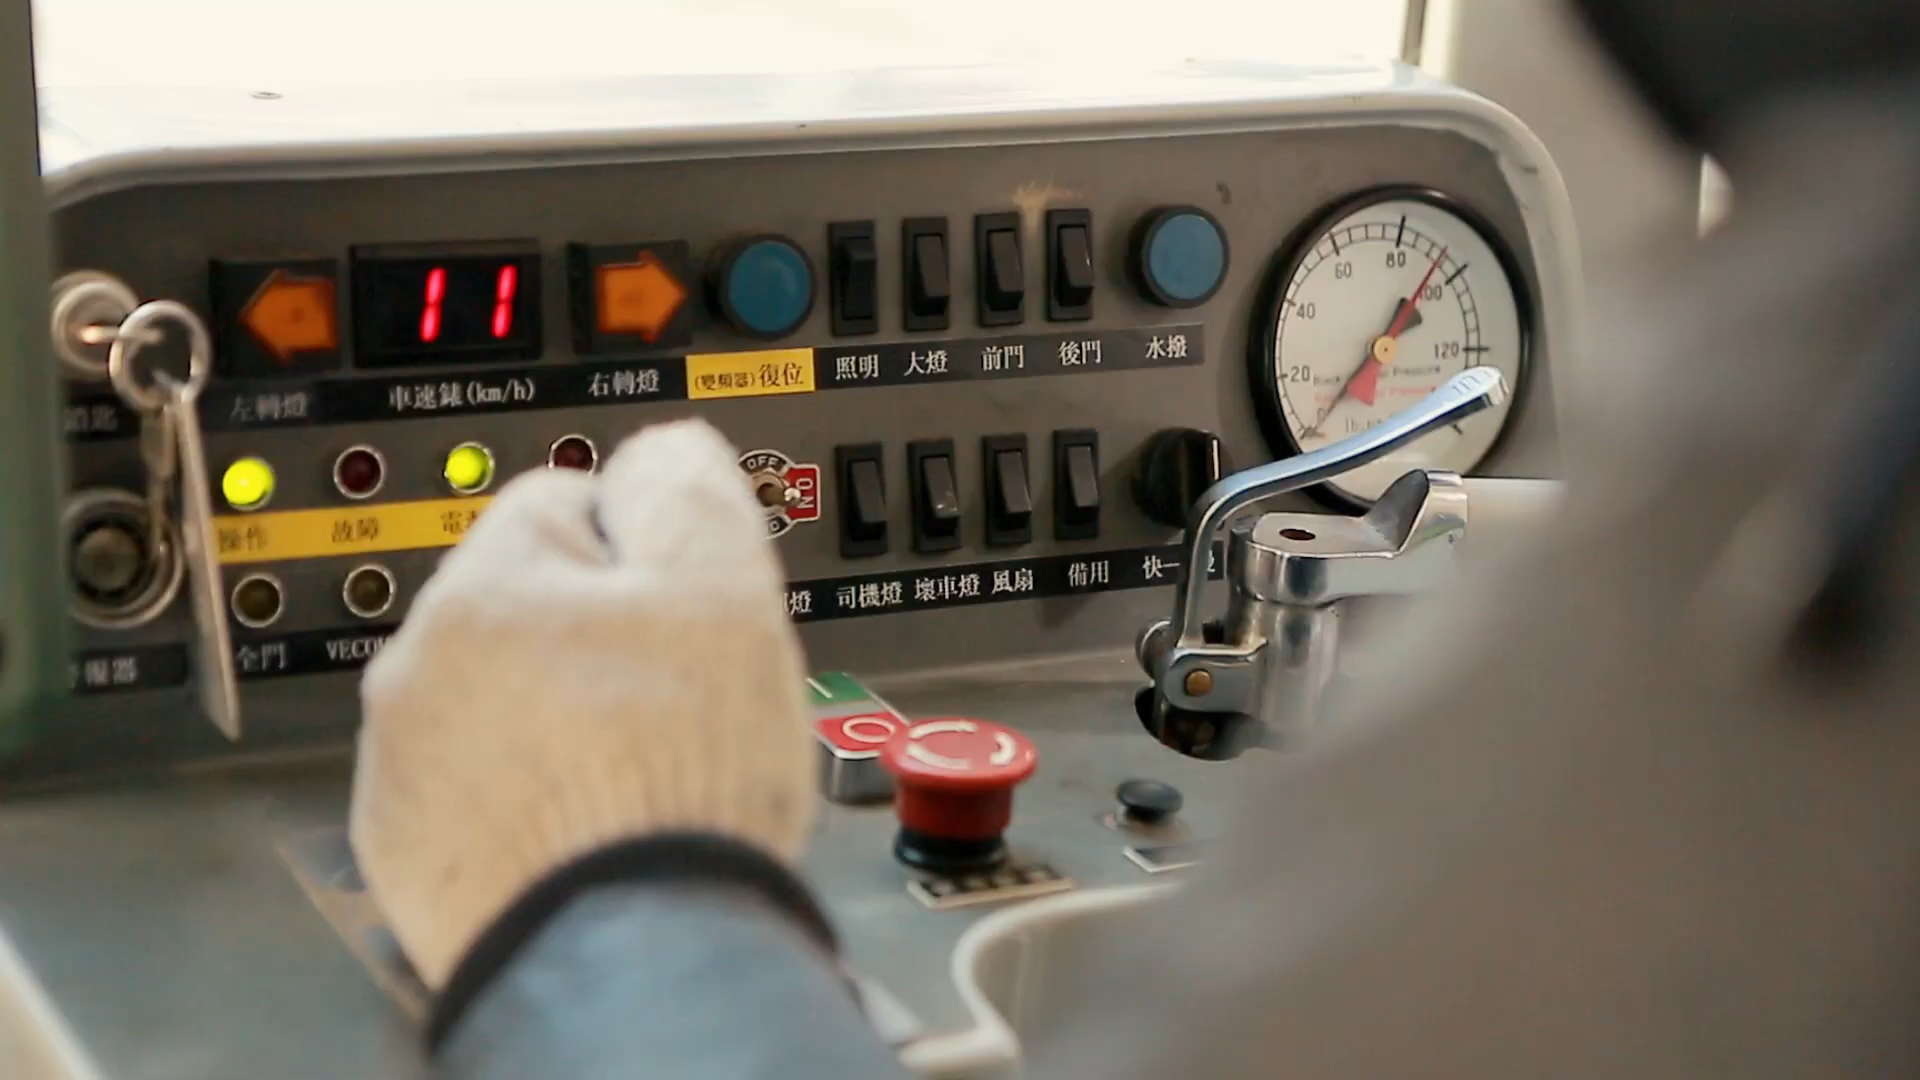 11
左轉燈
車速錶(km/h)
右轉燈
(變頻器)復位
照明
大燈
前門
後門
水撥
操作
故障
OFF
ON
司機燈
壞車燈
風扇
備用
快一
全門
20
40
60
80
100
120